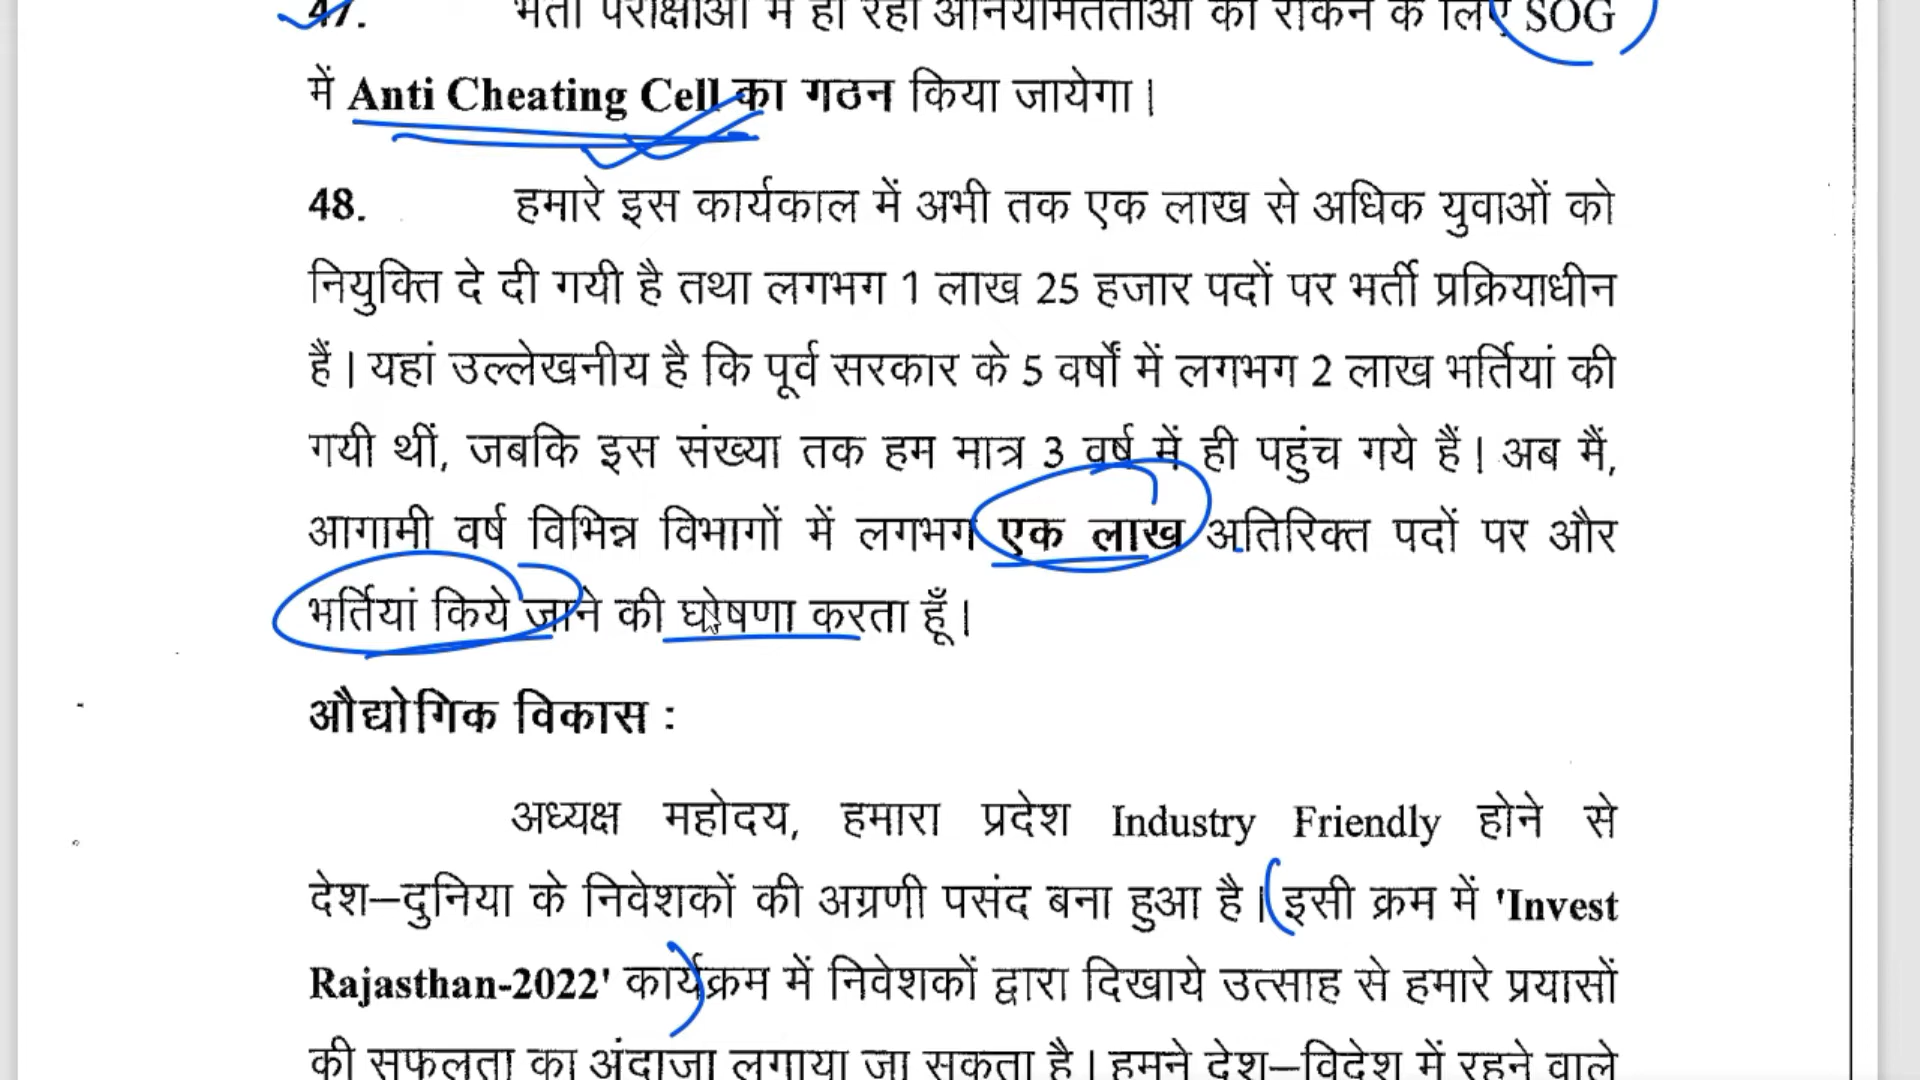 47. भर्ती परीक्षाओं में हो रही अनियमितताओं को रोकने के लिए SOG
में Anti Cheating Cell का गठन किया जायेगा।
48. हमारे इस कार्यकाल में अभी तक एक लाख से अधिक युवाओं को
नियुक्ति दे दी गयी है तथा लगभग 1 लाख 25 हजार पदों पर भर्ती प्रक्रियाधीन
हैं। यहां उल्लेखनीय है कि पूर्व सरकार के 5 वर्षों में लगभग 2 लाख भर्तियां की
गयी थीं, जबकि इस संख्या तक हम मात्र 3 वर्ष में ही पहुंच गये हैं। अब मैं,
आगामी वर्ष विभिन्न विभागों में लगभग एक लाख अतिरिक्त पदों पर और
भर्तियां किये जाने की घोषणा करता हूँ।
औद्योगिक विकास :
अध्यक्ष महोदय, हमारा प्रदेश Industry Friendly होने से
देश–दुनिया के निवेशकों की अग्रणी पसंद बना हुआ है। इसी क्रम में 'Invest
Rajasthan-2022' कार्यक्रम में निवेशकों द्वारा दिखाये उत्साह से हमारे प्रयासों
की सफलता का अंदाजा लगाया जा सकता है। हमने देश–विदेश में रहने वाले